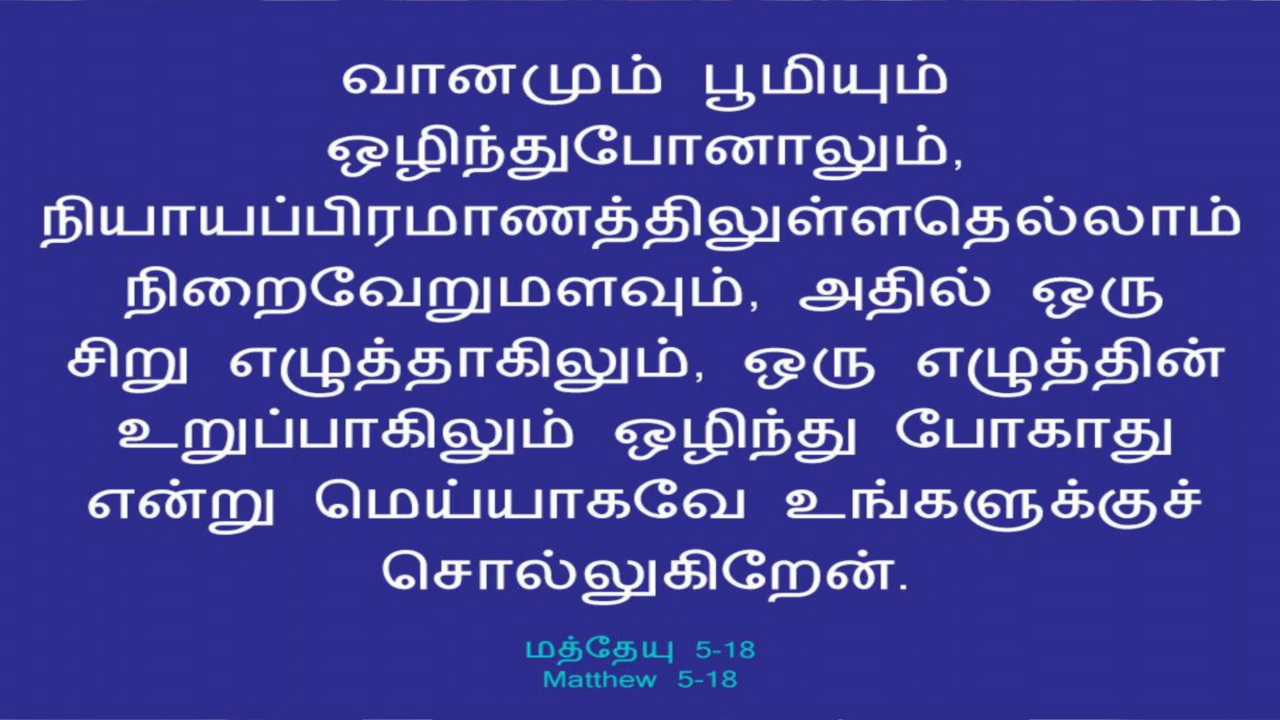 வானமும் பூமியும்
ஒழிந்துபோனாலும்,
நியாயப்பிரமாணத்திலுள்ளதெல்லாம்
நிறைவேறுமளவும், அதில் ஒரு
சிறு எழுத்தாகிலும், ஒரு எழுத்தின்
உறுப்பாகிலும் ஒழிந்து போகாது
என்று மெய்யாகவே உங்களுக்குச்
சொல்லுகிறேன்.
மத்தேயு 5-18
Matthew 5-18